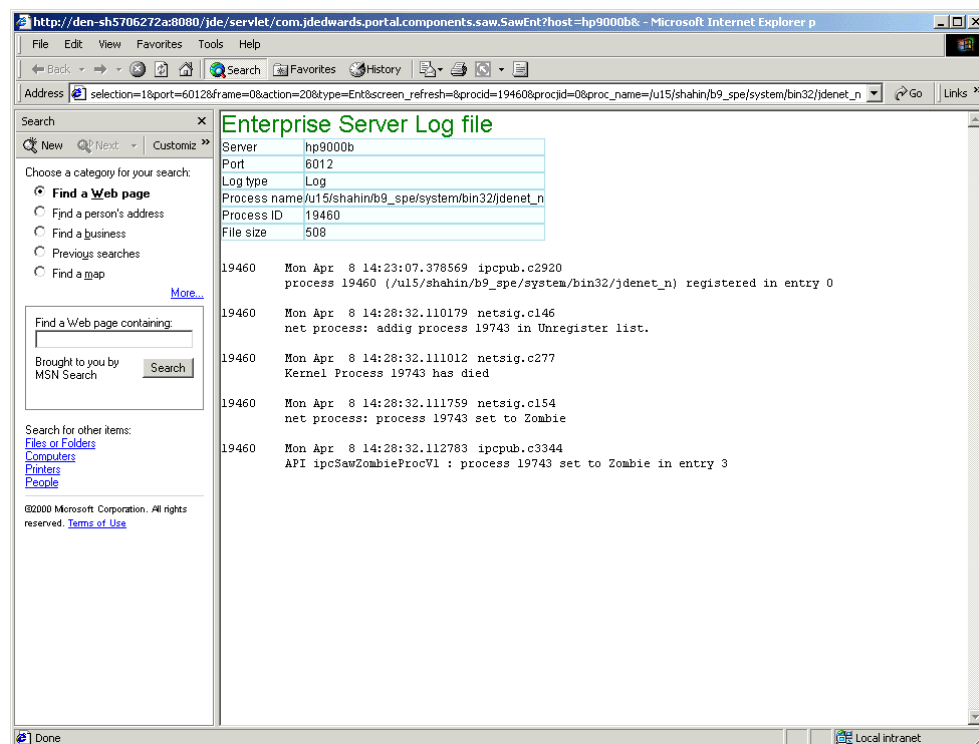 http://den-sh5706272a:8080/jde/servlet/com.jdedwards.portal.components.saw.SawEnt?host=hp9000b& - Microsoft Internet Explorer p
File Edit View Favorites Tools Help
Back Search Favorites History
Address selection=1&port=6012&frame=0&action=20&type=Ent&screen_refresh=&procid=19460&procjid=0&proc_name=/u15/shahin/b9_spe/system/bin32/jdenet_n Go Links »
Search
New Next Customiz »
Choose a category for your search:
Find a Web page
Find a person's address
Find a business
Previous searches
Find a map
More...
Find a Web page containing:
Brought to you by
MSN Search
Search
Search for other items:
Files or Folders
Computers
Printers
People
©2000 Microsoft Corporation. All rights
reserved. Terms of Use
Enterprise Server Log file
Server hp9000b
Port 6012
Log type Log
Process name /u15/shahin/b9_spe/system/bin32/jdenet_n
Process ID 19460
File size 508
19460 Mon Apr 8 14:23:07.378569 ipcpub.c2920
process 19460 (/u15/shahin/b9_spe/system/bin32/jdenet_n) registered in entry 0
19460 Mon Apr 8 14:28:32.110179 netsig.c146
net process: addig process 19743 in Unregister list.
19460 Mon Apr 8 14:28:32.111012 netsig.c277
Kernel Process 19743 has died
19460 Mon Apr 8 14:28:32.111759 netsig.c154
net process: process 19743 set to Zombie
19460 Mon Apr 8 14:28:32.112783 ipcpub.c3344
API ipcSawZombieProcV1 : process 19743 set to Zombie in entry 3
Done Local intranet